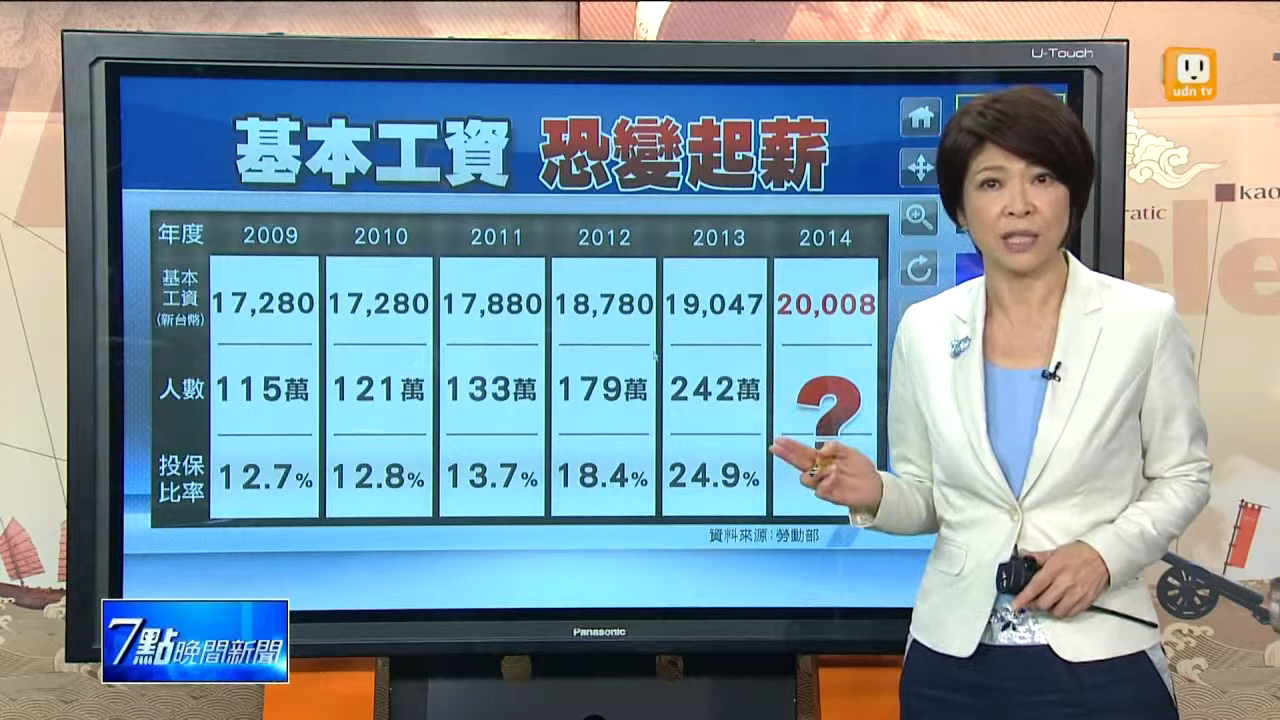 U-Touch
udn tv
基本工資 恐變起薪
年度 2009 2010 2011 2012 2013 2014
基本工資(新台幣) 17,280 17,280 17,880 18,780 19,047 20,008
人數 115萬 121萬 133萬 179萬 242萬 ?
投保比率 12.7% 12.8% 13.7% 18.4% 24.9%
資料來源:勞動部
Panasonic
7點晚間新聞
ratic
kao
ele